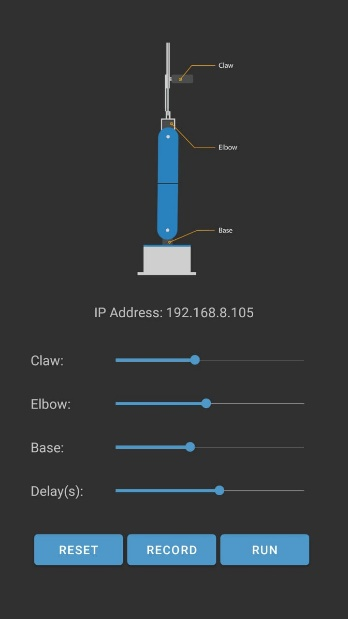 Claw
Elbow
Base
IP Address: 192.168.8.105
Claw:
Elbow:
Base:
Delay(s):
RESET RECORD RUN